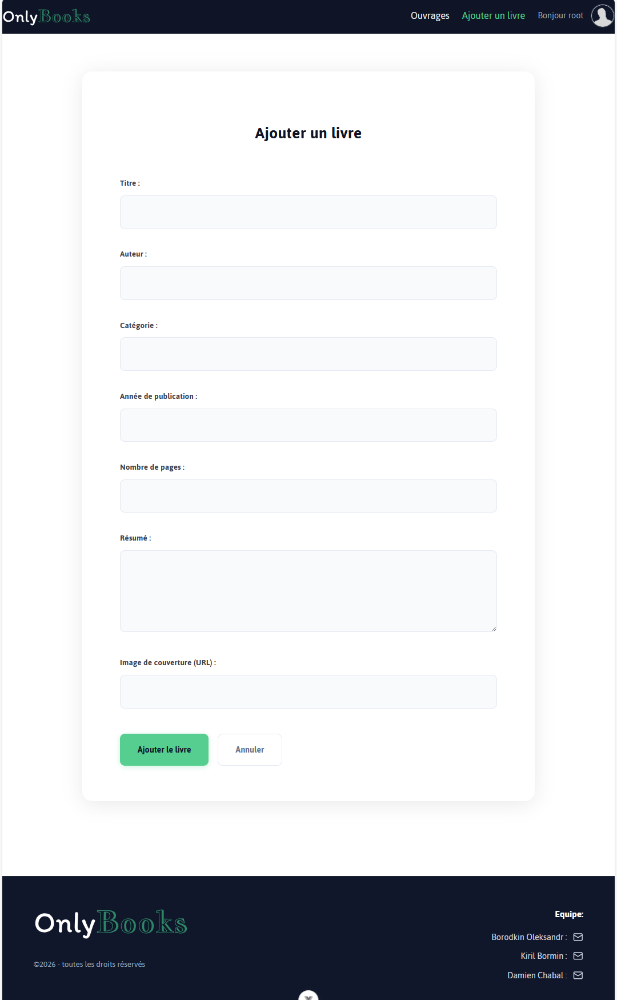 OnlyBooks
Ouvrages
Ajouter un livre
Bonjour root
Ajouter un livre
Titre :
Auteur :
Catégorie :
Année de publication :
Nombre de pages :
Résumé :
Image de couverture (URL) :
Ajouter le livre
Annuler
OnlyBooks
©2026 - toutes les droits réservés
Equipe:
Borodkin Oleksandr :
Kiril Bormin :
Damien Chabal :